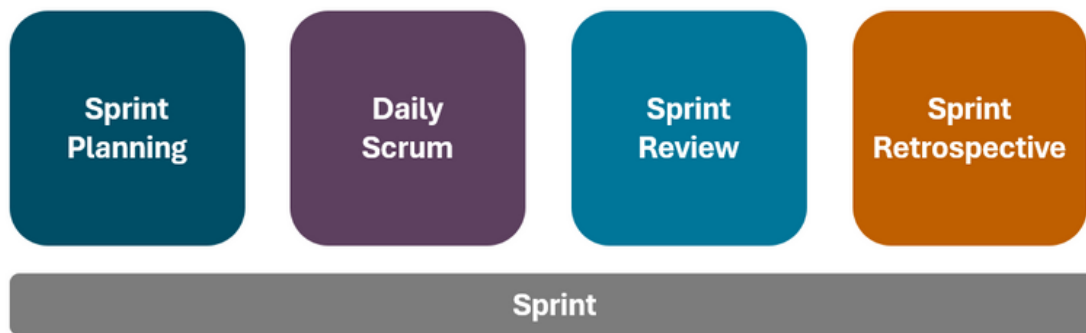 Sprint
Planning
Daily
Scrum
Sprint
Review
Sprint
Retrospective
Sprint